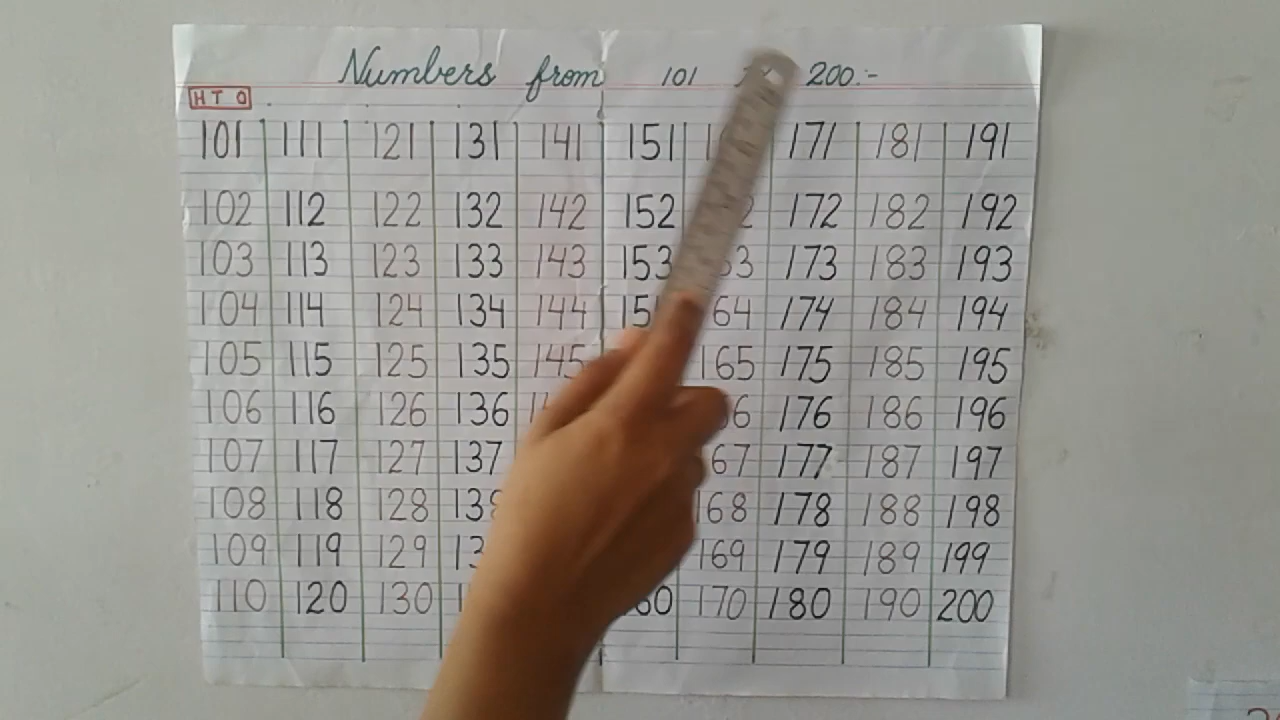 Numbers from 101 200:-
H T O
101 111 121 131 141 151 171 181 191
102 112 122 132 142 152 172 182 192
103 113 123 133 143 153 173 183 193
104 114 124 134 144 174 184 194
105 115 125 135 145 165 175 185 195
106 116 126 136 176 186 196
107 117 127 137 177 187 197
108 118 128 168 178 188 198
109 119 129 169 179 189 199
110 120 130 170 180 190 200